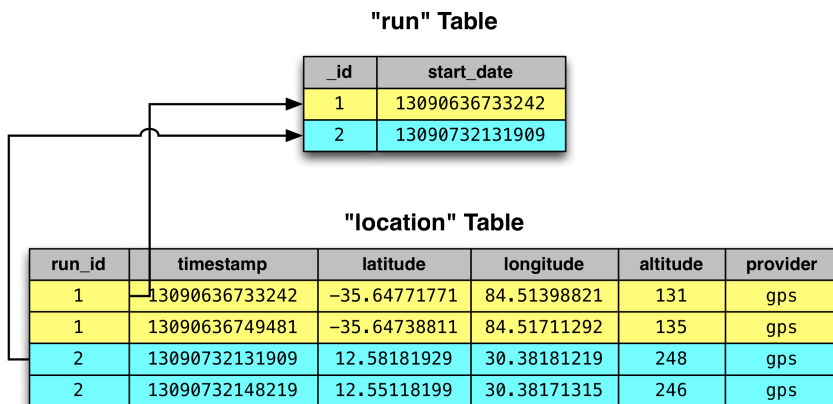 "run" Table
_id start_date
1 13090636733242
2 13090732131909
"location" Table
run_id timestamp latitude longitude altitude provider
1 13090636733242 -35.64771771 84.51398821 131 gps
1 13090636749481 -35.64738811 84.51711292 135 gps
2 13090732131909 12.58181929 30.38181219 248 gps
2 13090732148219 12.55118199 30.38171315 246 gps